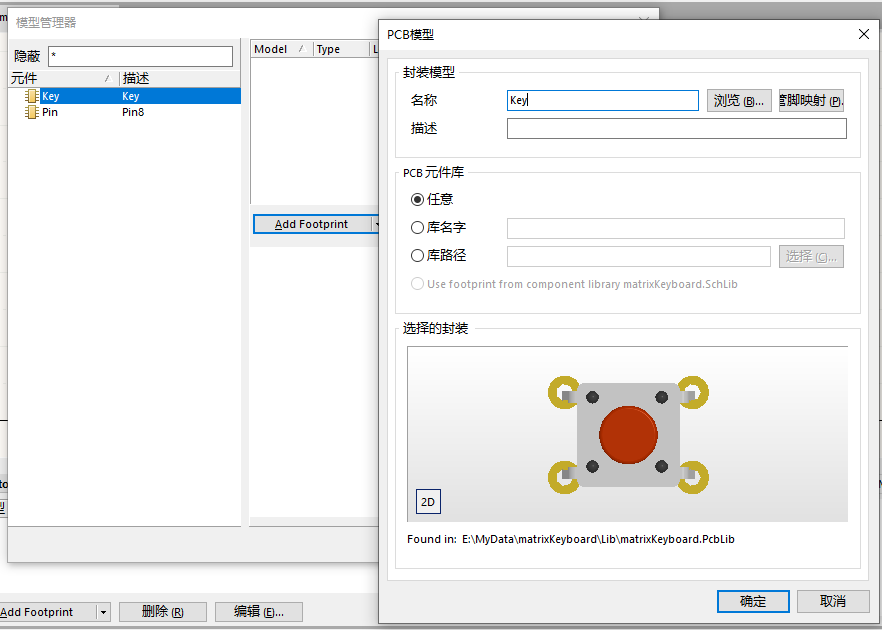 模型管理器
隐蔽 *
元件 描述
Key Key
Pin Pin8
Model Type L
Add Footprint
PCB模型
封装模型
名称 Key 浏览 (B)... 管脚映射 (P).
描述
PCB 元件库
任意
库名字
库路径 选择 (C)...
Use footprint from component library matrixKeyboard.SchLib
选择的封装
2D
Found in: E:\MyData\matrixKeyboard\Lib\matrixKeyboard.PcbLib
确定 取消
Add Footprint 删除 (R) 编辑 (E)...